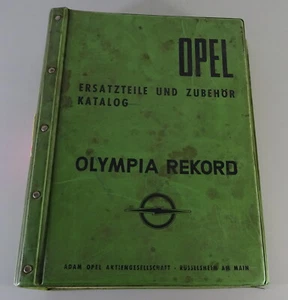 OPEL
ERSATZTEILE UND ZUBEHÖR
KATALOG
OLYMPIA REKORD
ADAM OPEL AKTIENGESELLSCHAFT - RÜSSELSHEIM AM MAIN